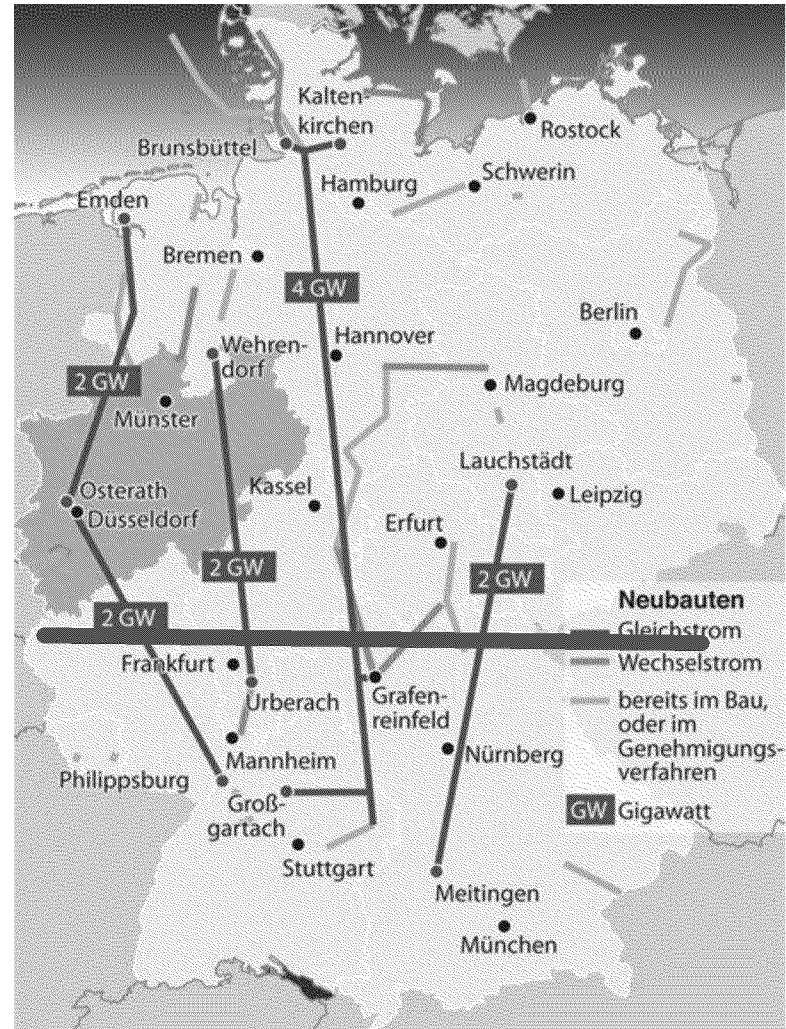 Kalten-
kirchen
Brunsbüttel
Rostock
Schwerin
Hamburg
Emden
Bremen
4 GW
Berlin
Hannover
Wehren-
dorf
2 GW
Magdeburg
Münster
Lauchstädt
Kassel
Leipzig
Osterath
Düsseldorf
Erfurt
2 GW
2 GW
2 GW
Neubauten
Gleichstrom
Frankfurt
Wechselstrom
Urberach
Grafen-
reinfeld
bereits im Bau,
oder im
Genehmigungs-
verfahren
Nürnberg
Mannheim
Philippsburg
Groß-
gartach
GW Gigawatt
Stuttgart
Meitingen
München